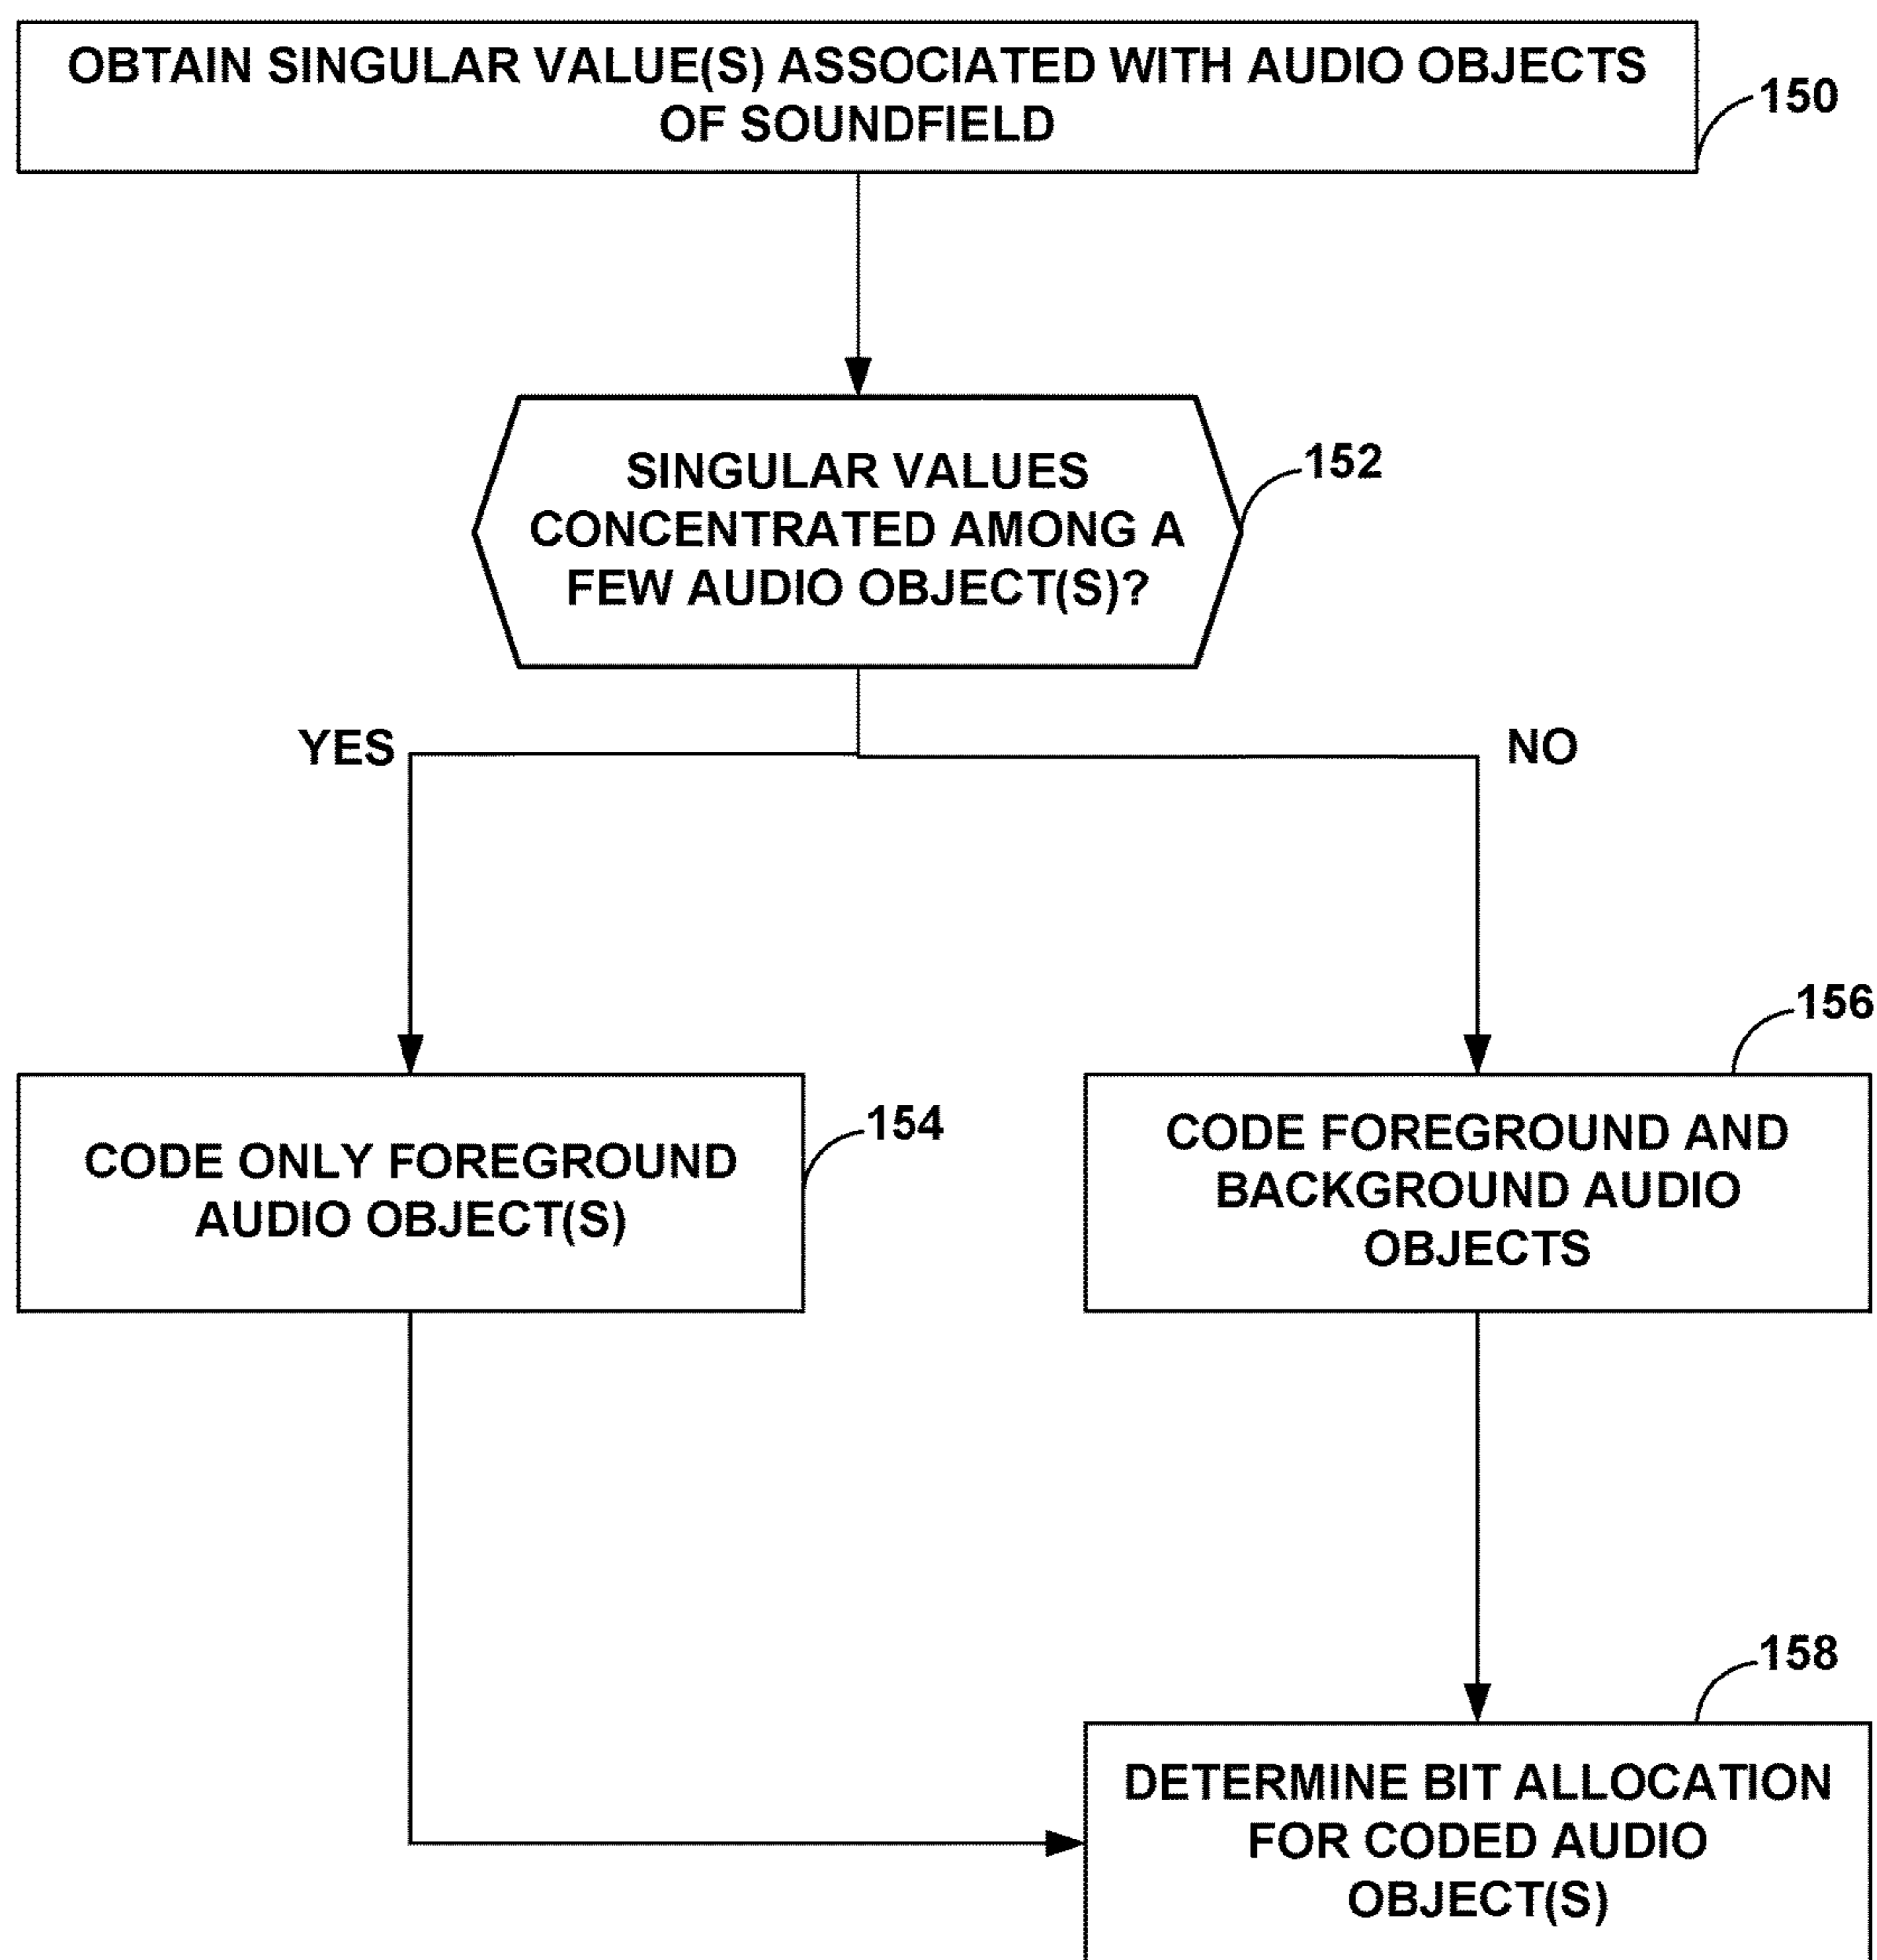 OBTAIN SINGULAR VALUE(S) ASSOCIATED WITH AUDIO OBJECTS
OF SOUNDFIELD
150
SINGULAR VALUES
CONCENTRATED AMONG A
FEW AUDIO OBJECT(S)?
152
YES
NO
CODE ONLY FOREGROUND
AUDIO OBJECT(S)
154
156
CODE FOREGROUND AND
BACKGROUND AUDIO
OBJECTS
158
DETERMINE BIT ALLOCATION
FOR CODED AUDIO
OBJECT(S)